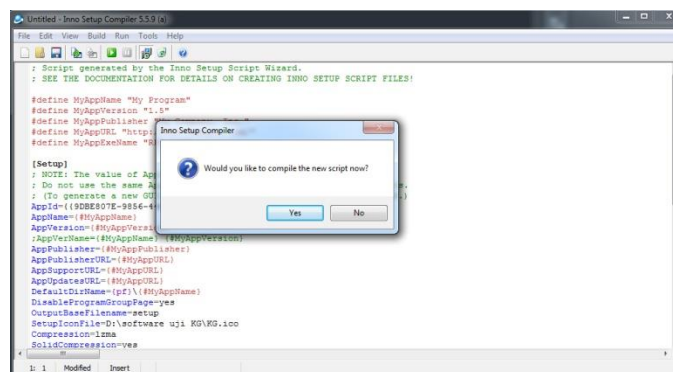 Untitled - Inno Setup Compiler 5.5.9 (a)
File Edit View Build Run Tools Help
; Script generated by the Inno Setup Script Wizard.
; SEE THE DOCUMENTATION FOR DETAILS ON CREATING INNO SETUP SCRIPT FILES!
#define MyAppName "My Program"
#define MyAppVersion "1.5"
#define MyAppPublisher
#define MyAppURL "http:
#define MyAppExeName
Inno Setup Compiler
Would you like to compile the new script now?
Yes No
[Setup]
; NOTE: The value of
; Do not use the same
; (To generate a new
AppId={{9DBE807E-9856-4
AppName={#MyAppName}
AppVersion={#MyAppVersi
;AppVerName={#MyAppName} {#MyAppVersion}
AppPublisher={#MyAppPublisher}
AppPublisherURL={#MyAppURL}
AppSupportURL={#MyAppURL}
AppUpdatesURL={#MyAppURL}
DefaultDirName={pf}\{#MyAppName}
DisableProgramGroupPage=yes
OutputBaseFilename=setup
SetupIconFile=D:\software uji KG\KG.ico
Compression=lzma
SolidCompression=yes
1: 1 Modified Insert